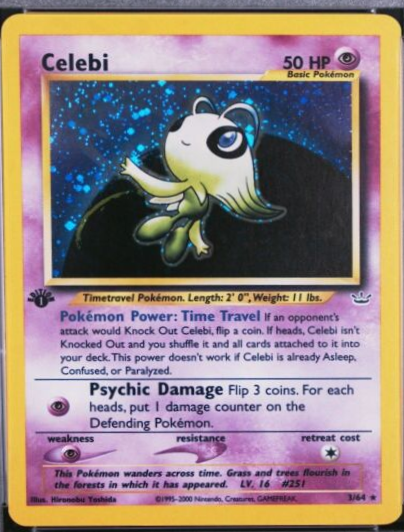 Celebi
50 HP
Basic Pokémon
Timetravel Pokémon. Length: 2' 0", Weight: 11 lbs.
1
Pokémon Power: Time Travel If an opponent's
attack would Knock Out Celebi, flip a coin. If heads, Celebi isn't
Knocked Out and you shuffle it and all cards attached to it into
your deck. This power doesn't work if Celebi is already Asleep,
Confused, or Paralyzed.
Psychic Damage Flip 3 coins. For each
heads, put 1 damage counter on the
Defending Pokémon.
weakness resistance retreat cost
This Pokémon wanders across time. Grass and trees flourish in
the forests in which it has appeared. LV. 16 #251
Illus. Hironobu Yoshida ©1995-2000 Nintendo, Creatures, GAMEFREAK. 3/64 ★